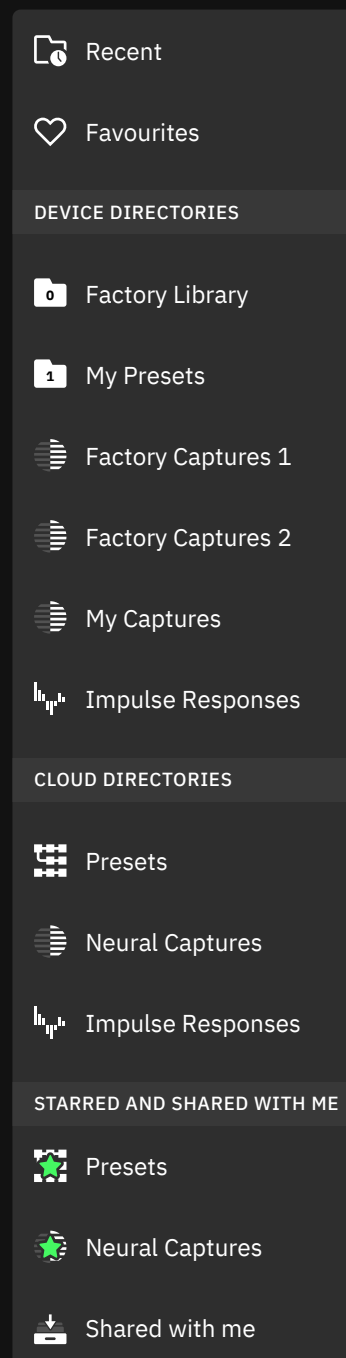 Recent
Favourites
DEVICE DIRECTORIES
0 Factory Library
1 My Presets
Factory Captures 1
Factory Captures 2
My Captures
Impulse Responses
CLOUD DIRECTORIES
Presets
Neural Captures
Impulse Responses
STARRED AND SHARED WITH ME
Presets
Neural Captures
Shared with me